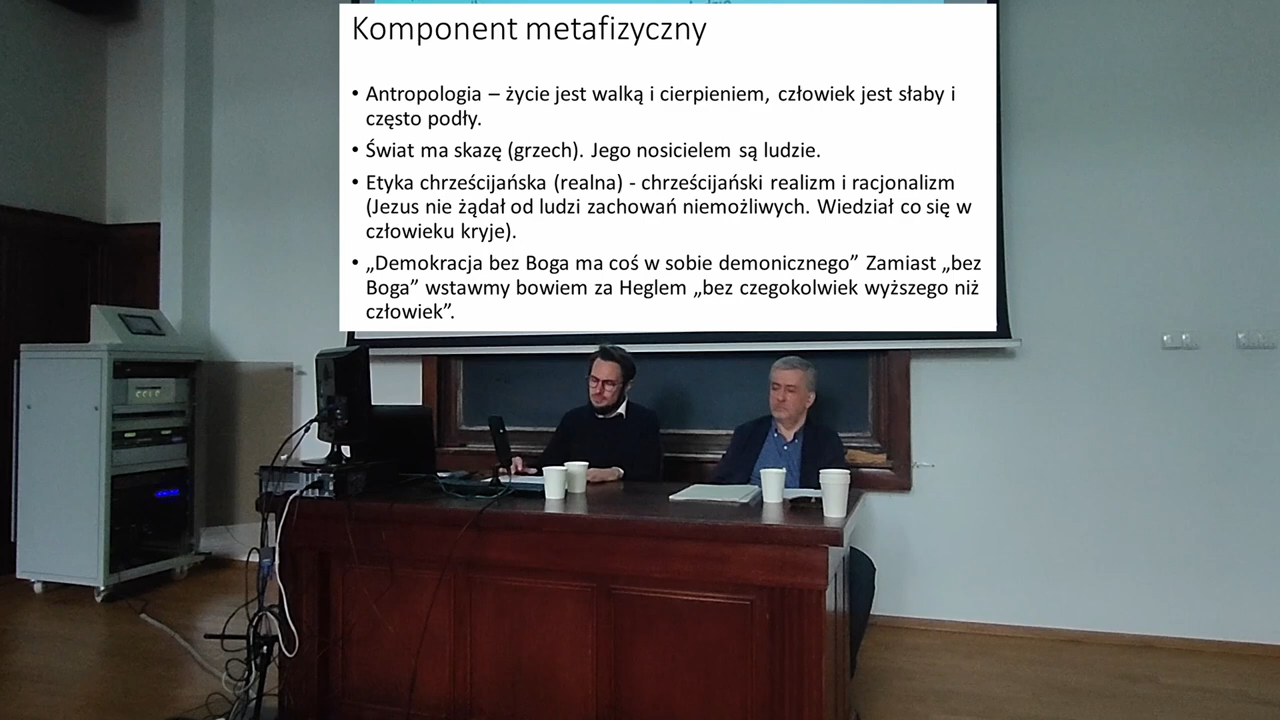 Komponent metafizyczny
• Antropologia – życie jest walką i cierpieniem, człowiek jest słaby i
często podły.
• Świat ma skazę (grzech). Jego nosicielem są ludzie.
• Etyka chrześcijańska (realna) - chrześcijański realizm i racjonalizm
(Jezus nie żądał od ludzi zachowań niemożliwych. Wiedział co się w
człowieku kryje).
• „Demokracja bez Boga ma coś w sobie demonicznego” Zamiast „bez
Boga” wstawmy bowiem za Heglem „bez czegokolwiek wyższego niż
człowiek”.